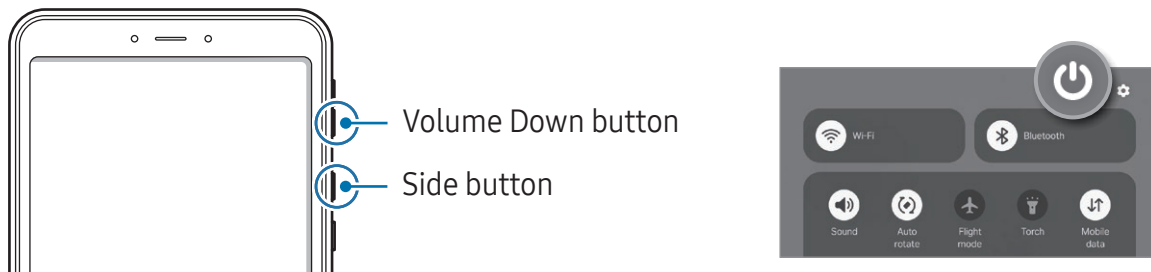 Volume Down button
Side button
Wi-Fi
Bluetooth
Sound
Auto
rotate
Flight
mode
Torch
Mobile
data